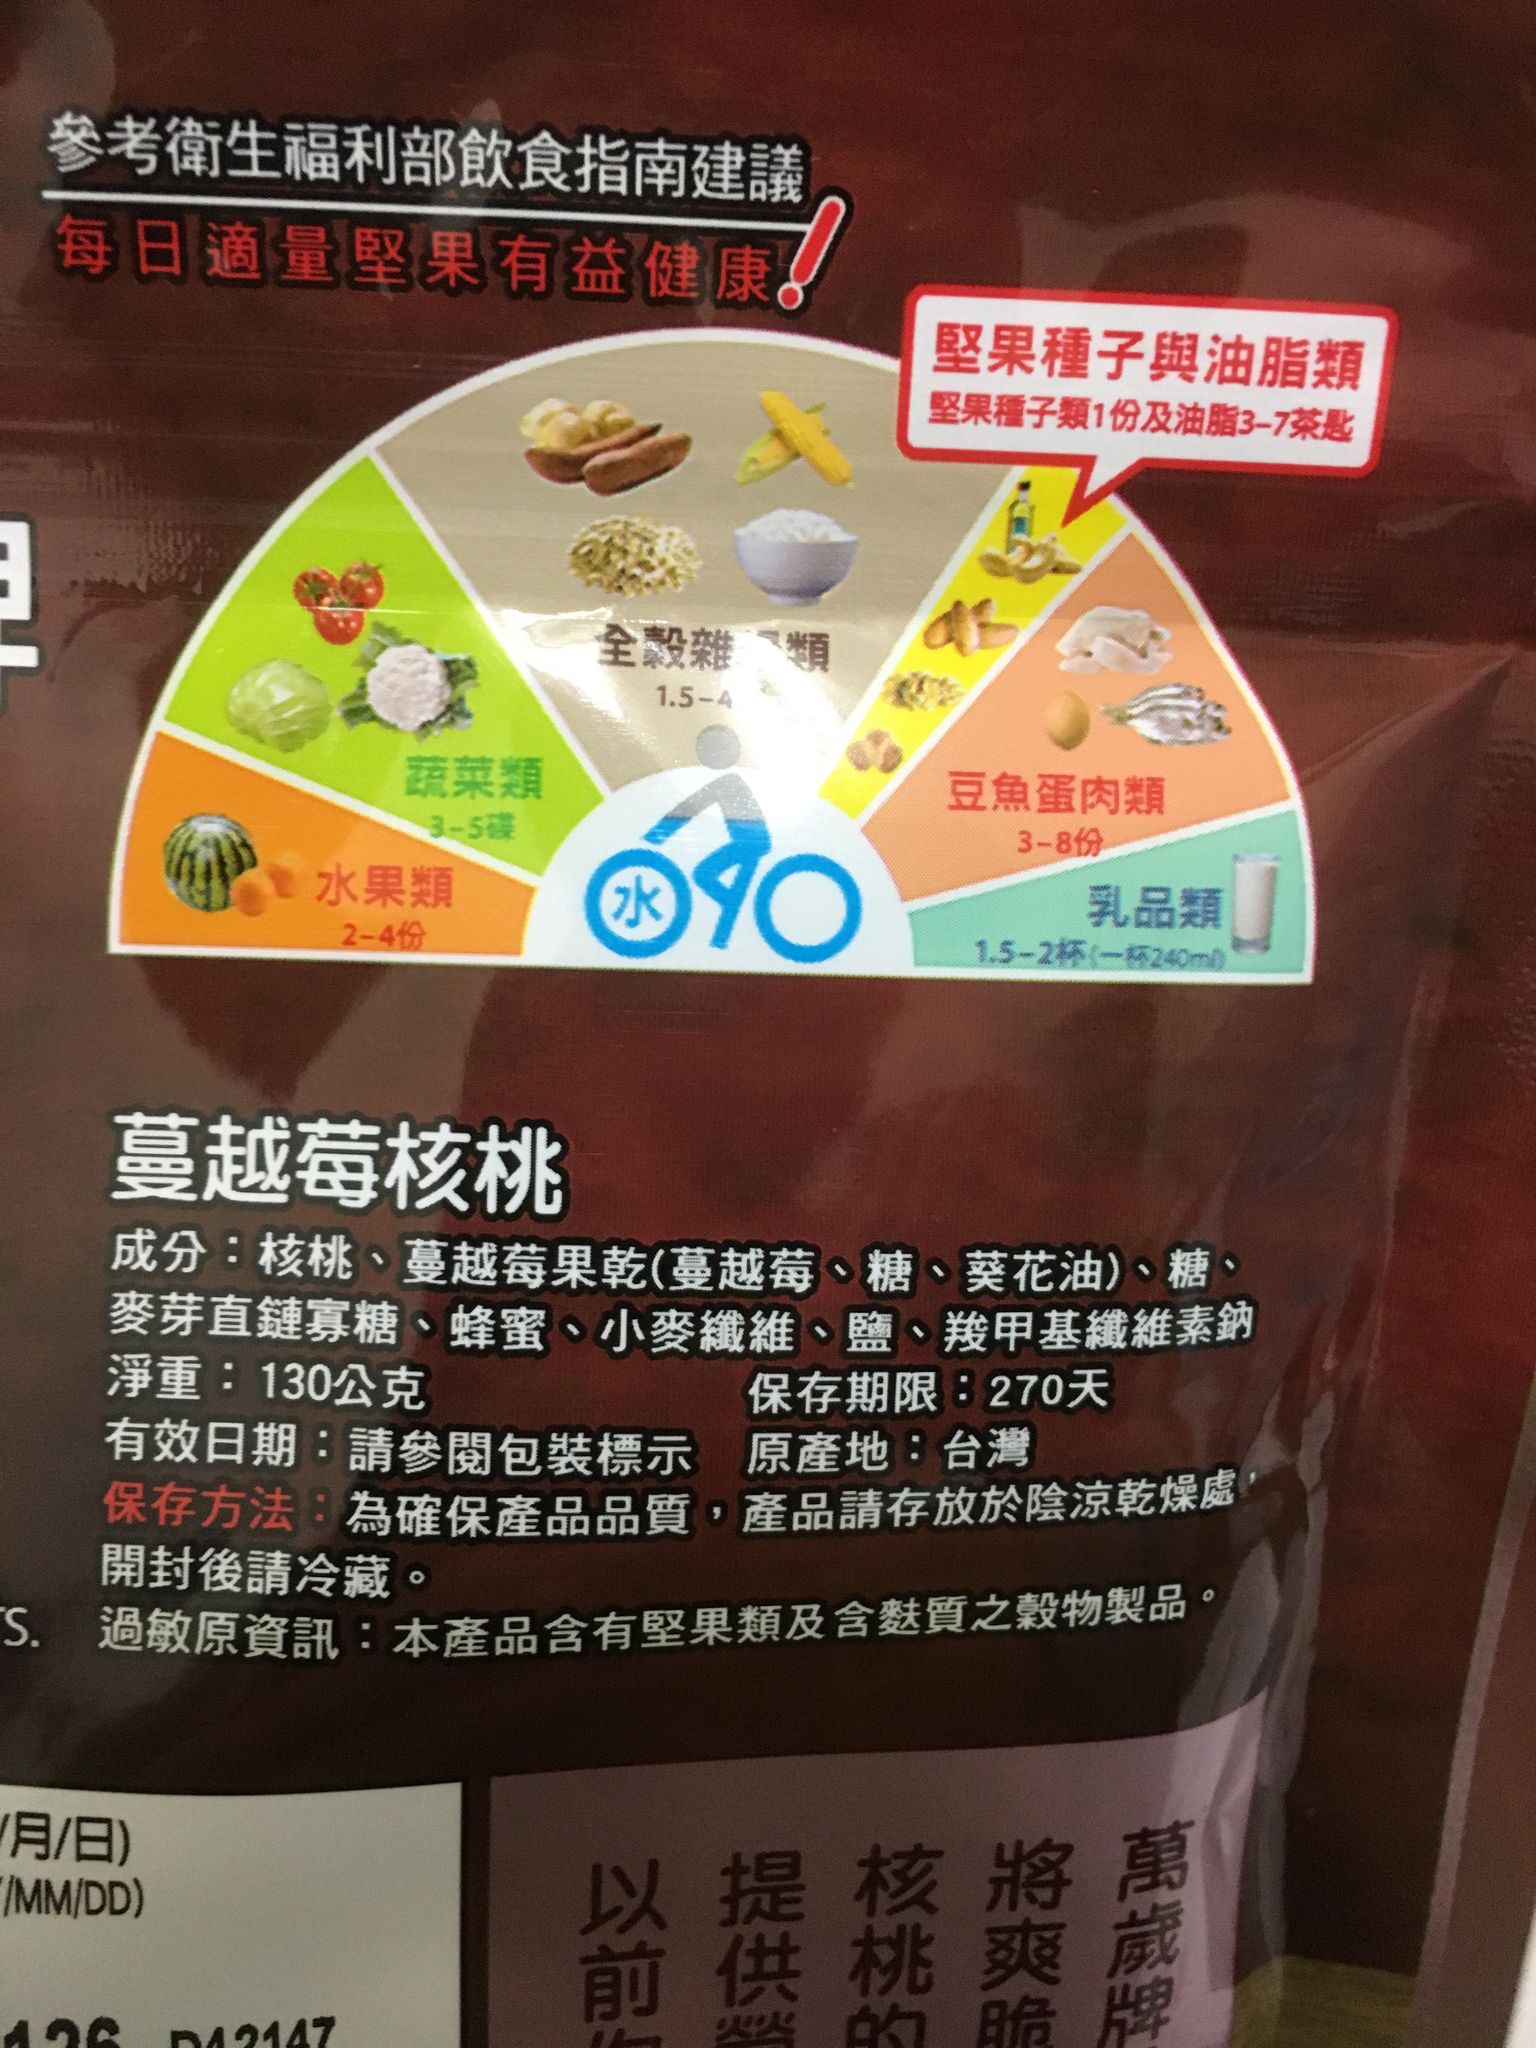 參考衛生福利部飲食指南建議
每日適量堅果有益健康!
堅果種子與油脂類
堅果種子類1份及油脂3-7茶匙
全穀雜 類
1.5-4
蔬菜類
3-5碟
豆魚蛋肉類
3-8份
水果類
2-4份
水
乳品類
1.5-2杯(一杯240ml)
蔓越莓核桃
成分：核桃、蔓越莓果乾(蔓越莓、糖、葵花油)、糖、
麥芽直鏈寡糖、蜂蜜、小麥纖維、鹽、羧甲基纖維素鈉
淨重：130公克 保存期限：270天
有效日期：請參閱包裝標示 原產地：台灣
保存方法：為確保產品品質，產品請存放於陰涼乾燥處，
開封後請冷藏。
過敏原資訊：本產品含有堅果類及含麩質之穀物製品。
TS.
/月/日)
/MM/DD)
萬歲牌
將爽脆
核桃的
提供營
以前